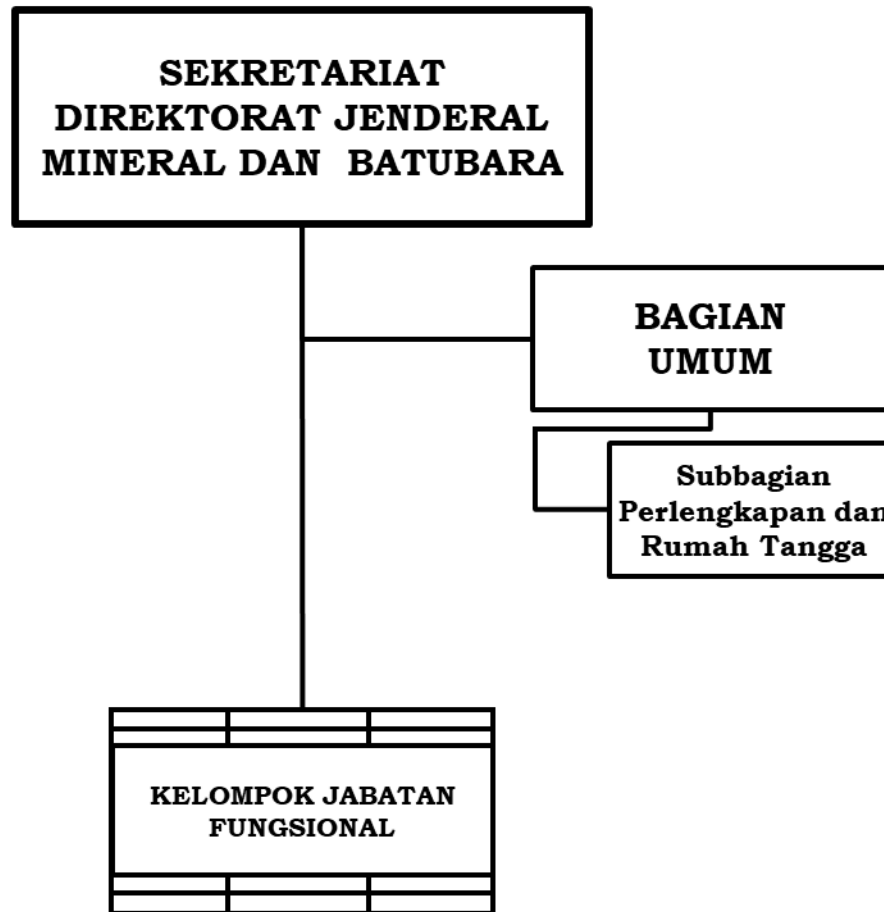 SEKRETARIAT
DIREKTORAT JENDERAL
MINERAL DAN BATUBARA
BAGIAN
UMUM
Subbagian
Perlengkapan dan
Rumah Tangga
KELOMPOK JABATAN
FUNGSIONAL